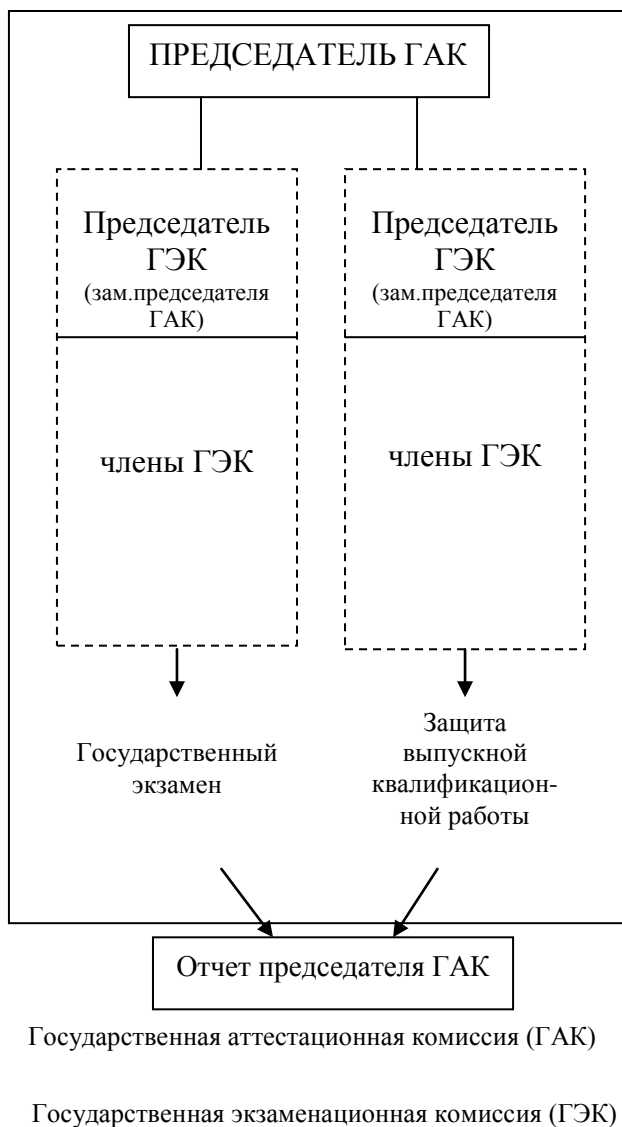 ПРЕДСЕДАТЕЛЬ ГАК
Председатель
ГЭК
(зам.председателя
ГАК)
члены ГЭК
Государственный
экзамен
Председатель
ГЭК
(зам.председателя
ГАК)
члены ГЭК
Защита
выпускной
квалификацион-
ной работы
Отчет председателя ГАК
Государственная аттестационная комиссия (ГАК)
Государственная экзаменационная комиссия (ГЭК)